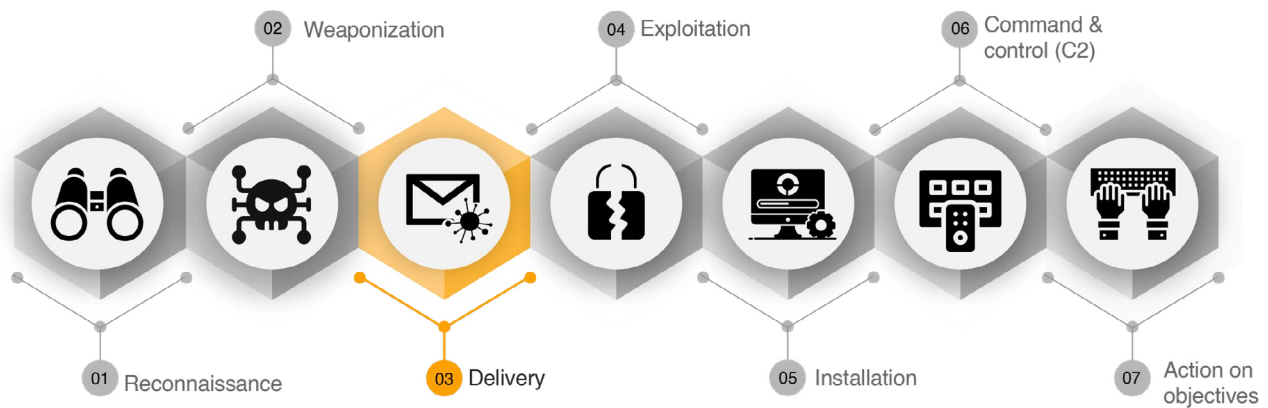 01
Reconnaissance
02
Weaponization
03
Delivery
04
Exploitation
05
Installation
06
Command &
control (C2)
07
Action on
objectives